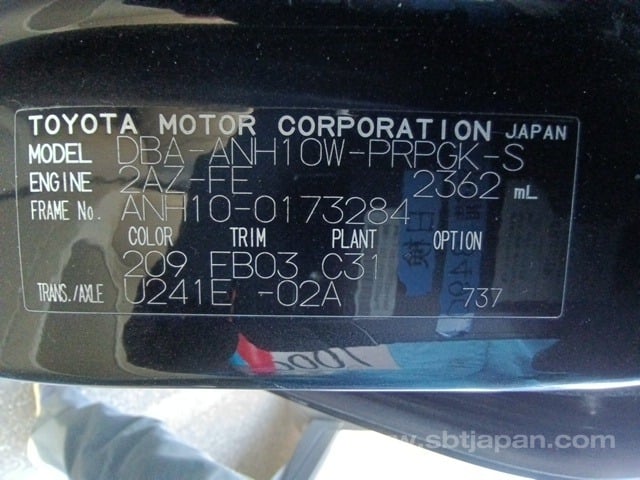 TOYOTA MOTOR CORPORATION JAPAN
MODEL DBA-ANH10W-PRPGK-S
ENGINE 2AZ-FE 2362 mL
FRAME No. ANH10-0173284
COLOR TRIM PLANT OPTION
209 FB03 C31
TRANS./AXLE U241E -02A 737
www.sbtjapan.com